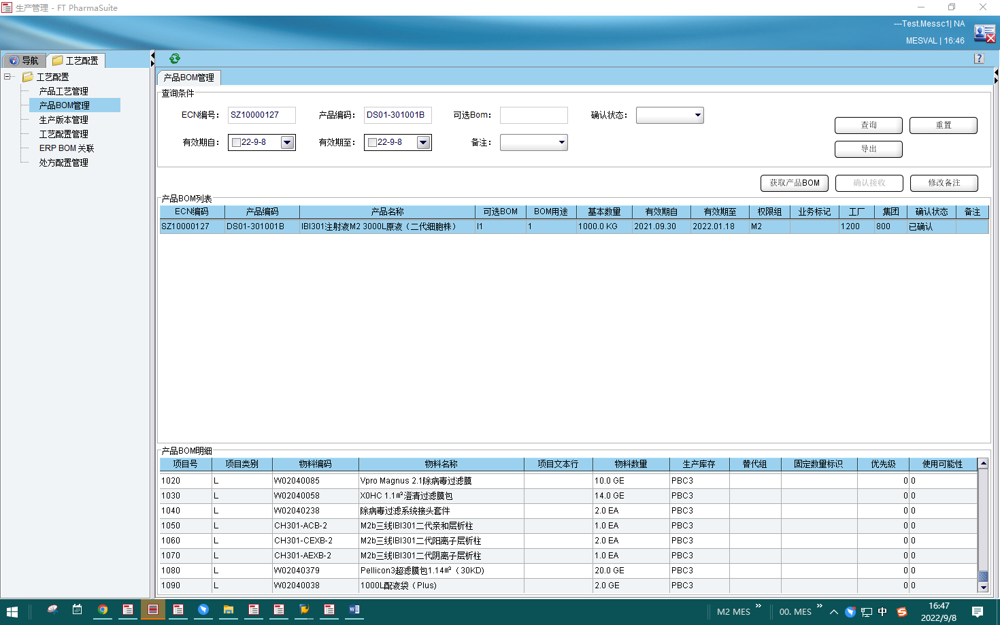 生产管理 - FT PharmaSuite
---Test.Messc1| NA
MESVAL | 16:46
导航 工艺配置
工艺配置
产品工艺管理
产品BOM管理
生产版本管理
工艺配置管理
ERP BOM 关联
处方配置管理
产品BOM管理
查询条件
ECN编号: SZ10000127 产品编码: DS01-301001B 可选Bom: 确认状态:
有效期自: 22-9-8 有效期至: 22-9-8 备注:
查询 重置
导出
获取产品BOM 确认接收 修改备注
产品BOM列表
ECN编码 产品编码 产品名称 可选BOM BOM用途 基本数量 有效期自 有效期至 权限组 业务标记 工厂 集团 确认状态 备注
SZ10000127 DS01-301001B IBI301注射液M2 3000L原液（二代细胞株） I1 1 1000.0 KG 2021.09.30 2022.01.18 M2 1200 800 已确认
产品BOM明细
项目号 项目类别 物料编码 物料名称 项目文本行 物料数量 生产库存 替代组 固定数量标识 优先级 使用可能性
1020 L W02040085 Vpro Magnus 2.1除病毒过滤膜 10.0 GE PBC3 0 0
1030 L W02040058 X0HC 1.1㎡澄清过滤膜包 14.0 GE PBC3 0 0
1040 L W02040238 除病毒过滤系统接头套件 2.0 EA PBC3 0 0
1050 L CH301-ACB-2 M2b三线IBI301二代亲和层析柱 1.0 EA PBC3 0 0
1060 L CH301-CEXB-2 M2b三线IBI301二代阳离子层析柱 2.0 EA PBC3 0 0
1070 L CH301-AEXB-2 M2b三线IBI301二代阴离子层析柱 1.0 EA PBC3 0 0
1080 L W02040379 Pellicon3超滤膜包1.14㎡（30KD) 20.0 GE PBC3 0 0
1090 L W02040038 1000L配液袋（Plus) 2.0 GE PBC3 0 0
M2 MES 00. MES 中 16:47
2022/9/8